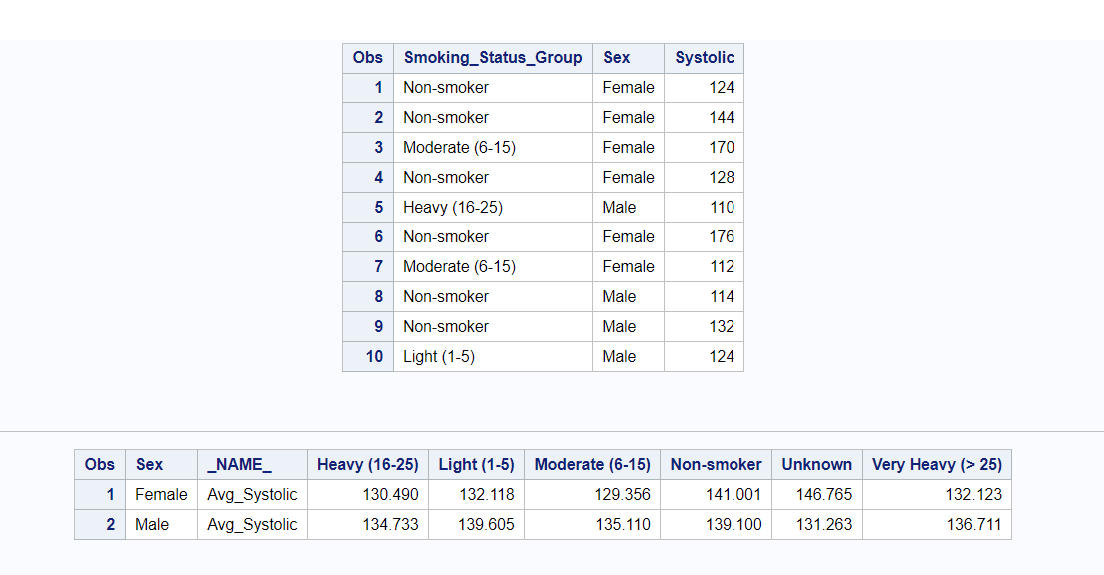 Obs Smoking_Status_Group Sex Systolic
1 Non-smoker Female 124
2 Non-smoker Female 144
3 Moderate (6-15) Female 170
4 Non-smoker Female 128
5 Heavy (16-25) Male 110
6 Non-smoker Female 176
7 Moderate (6-15) Female 112
8 Non-smoker Male 114
9 Non-smoker Male 132
10 Light (1-5) Male 124
Obs Sex _NAME_ Heavy (16-25) Light (1-5) Moderate (6-15) Non-smoker Unknown Very Heavy (> 25)
1 Female Avg_Systolic 130.490 132.118 129.356 141.001 146.765 132.123
2 Male Avg_Systolic 134.733 139.605 135.110 139.100 131.263 136.711